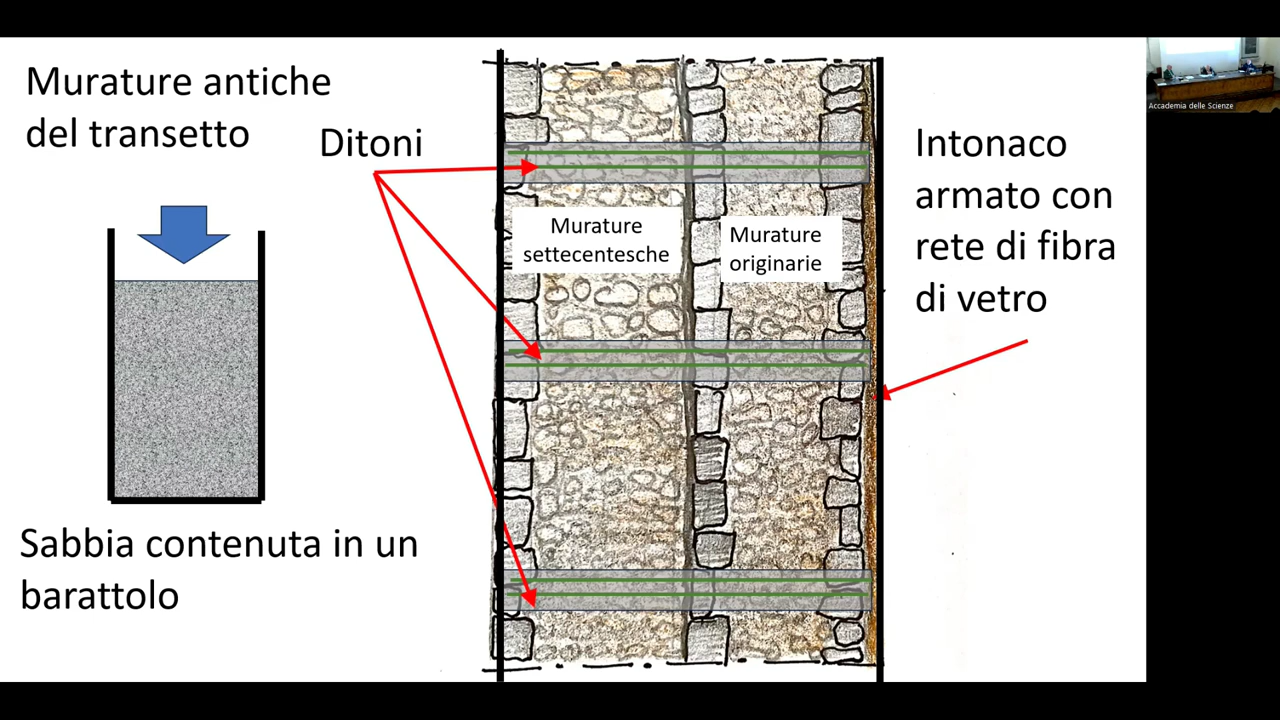 Murature antiche
del transetto
Ditoni
Murature
settecentesche
Murature
originarie
Intonaco
armato con
rete di fibra
di vetro
Sabbia contenuta in un
barattolo
Accademia delle Scienze